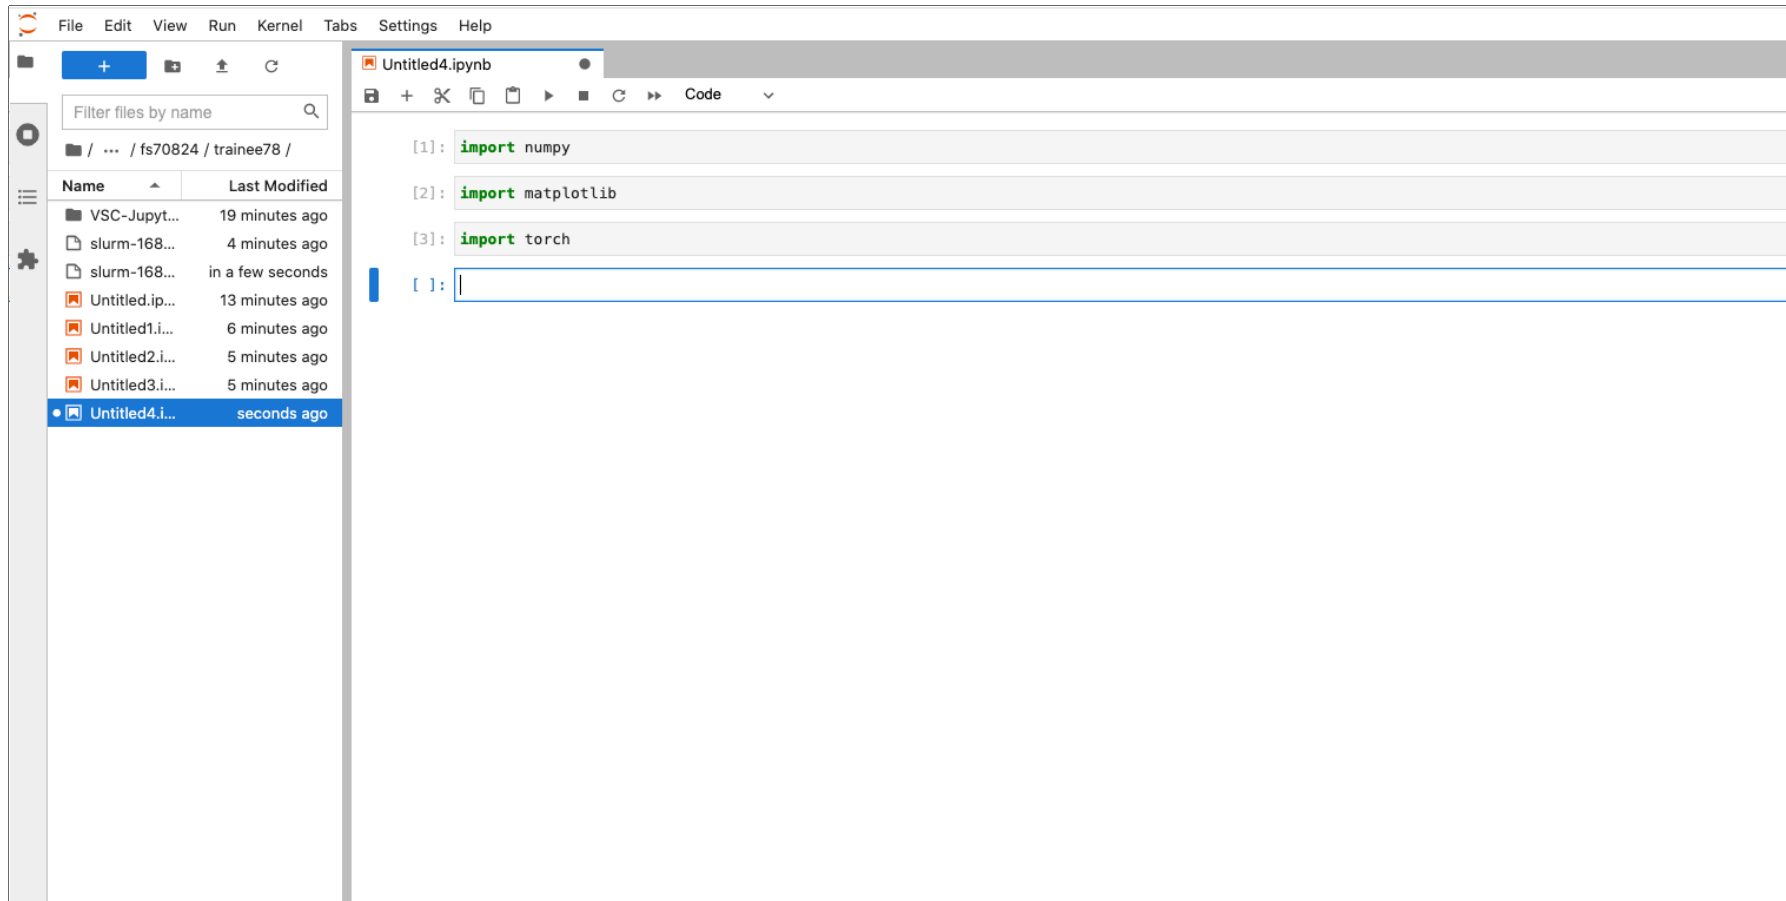 File Edit View Run Kernel Tabs Settings Help
Untitled4.ipynb
Code
Filter files by name
/ ··· / fs70824 / trainee78 /
Name Last Modified
VSC-Jupyt... 19 minutes ago
slurm-168... 4 minutes ago
slurm-168... in a few seconds
Untitled.ip... 13 minutes ago
Untitled1.i... 6 minutes ago
Untitled2.i... 5 minutes ago
Untitled3.i... 5 minutes ago
Untitled4.i... seconds ago
[1]: import numpy
[2]: import matplotlib
[3]: import torch
[ ]: